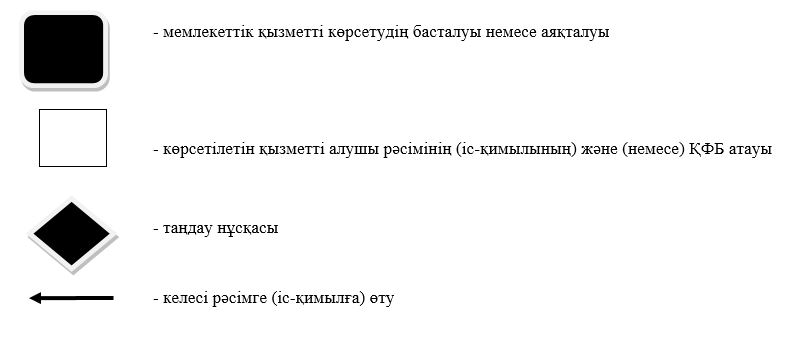 - мемлекеттік қызметті көрсетудің басталуы немесе аяқталуы
- көрсетілетін қызметті алушы рәсімінің (іс-қимылының) және (немесе) ҚФБ атауы
- таңдау нұсқасы
- келесі рәсімге (іс-қимылға) өту